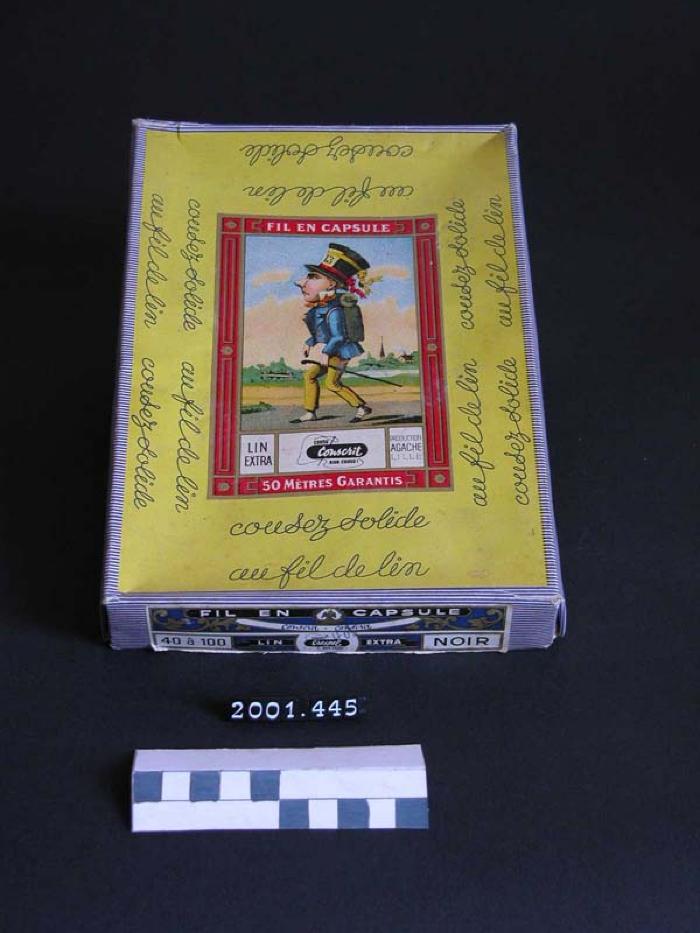 cousez solide
au fil de lin
cousez solide
au fil de lin
au fil de lin
cousez solide
cousez solide
au fil de lin
au fil de lin
cousez solide
FIL EN CAPSULE
LIN
EXTRA
Conscrit
PRODUCTION
AGACHE
LILLE
50 MÈTRES GARANTIS
cousez solide
au fil de lin
FIL EN CAPSULE
40 à 100 LIN EXTRA NOIR
2001.445